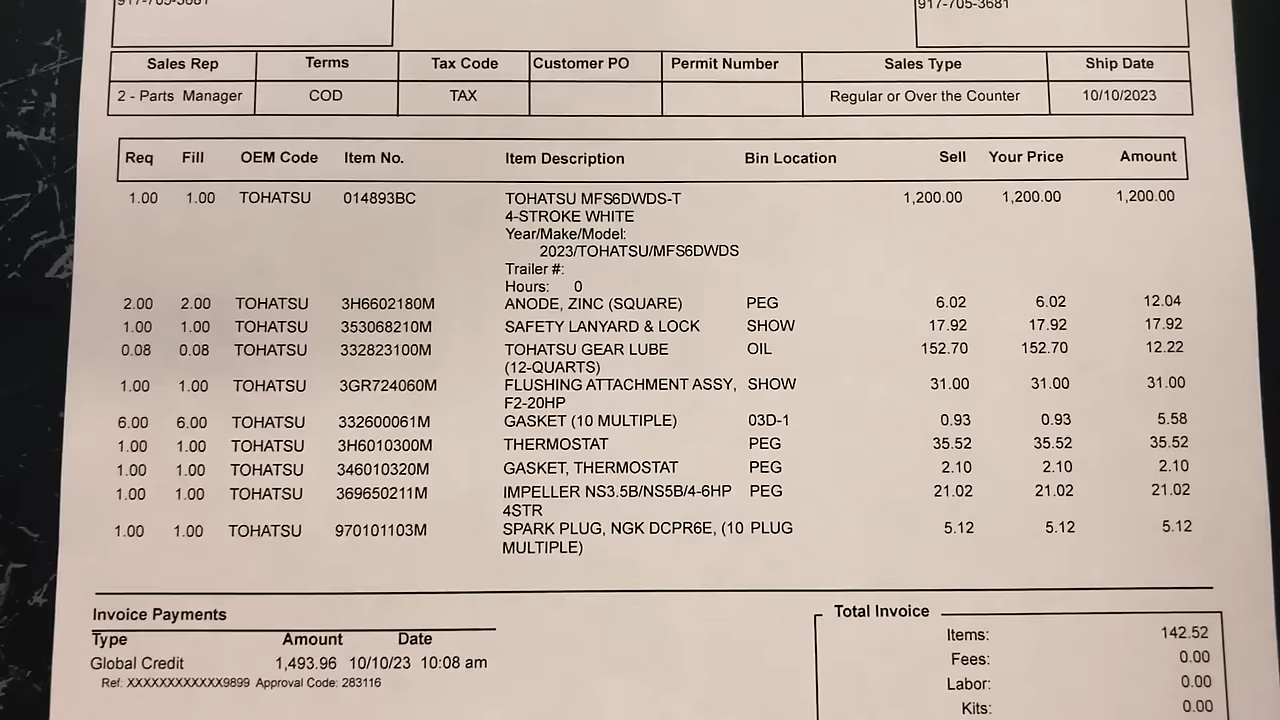 917-705-3681 917-705-3681
Sales Rep Terms Tax Code Customer PO Permit Number Sales Type Ship Date
2 - Parts Manager COD TAX Regular or Over the Counter 10/10/2023
Req Fill OEM Code Item No. Item Description Bin Location Sell Your Price Amount
1.00 1.00 TOHATSU 014893BC TOHATSU MFS6DWDS-T 1,200.00 1,200.00 1,200.00
4-STROKE WHITE
Year/Make/Model:
2023/TOHATSU/MFS6DWDS
Trailer #:
Hours: 0
2.00 2.00 TOHATSU 3H6602180M ANODE, ZINC (SQUARE) PEG 6.02 6.02 12.04
1.00 1.00 TOHATSU 353068210M SAFETY LANYARD & LOCK SHOW 17.92 17.92 17.92
0.08 0.08 TOHATSU 332823100M TOHATSU GEAR LUBE OIL 152.70 152.70 12.22
(12-QUARTS)
1.00 1.00 TOHATSU 3GR724060M FLUSHING ATTACHMENT ASSY, SHOW 31.00 31.00 31.00
F2-20HP
6.00 6.00 TOHATSU 332600061M GASKET (10 MULTIPLE) 03D-1 0.93 0.93 5.58
1.00 1.00 TOHATSU 3H6010300M THERMOSTAT PEG 35.52 35.52 35.52
1.00 1.00 TOHATSU 346010320M GASKET, THERMOSTAT PEG 2.10 2.10 2.10
1.00 1.00 TOHATSU 369650211M IMPELLER NS3.5B/NS5B/4-6HP PEG 21.02 21.02 21.02
4STR
1.00 1.00 TOHATSU 970101103M SPARK PLUG, NGK DCPR6E, (10 PLUG 5.12 5.12 5.12
MULTIPLE)
Invoice Payments
Type Amount Date
Global Credit 1,493.96 10/10/23 10:08 am
Ref: XXXXXXXXXXXX9899 Approval Code: 283116
Total Invoice
Items: 142.52
Fees: 0.00
Labor: 0.00
Kits: 0.00